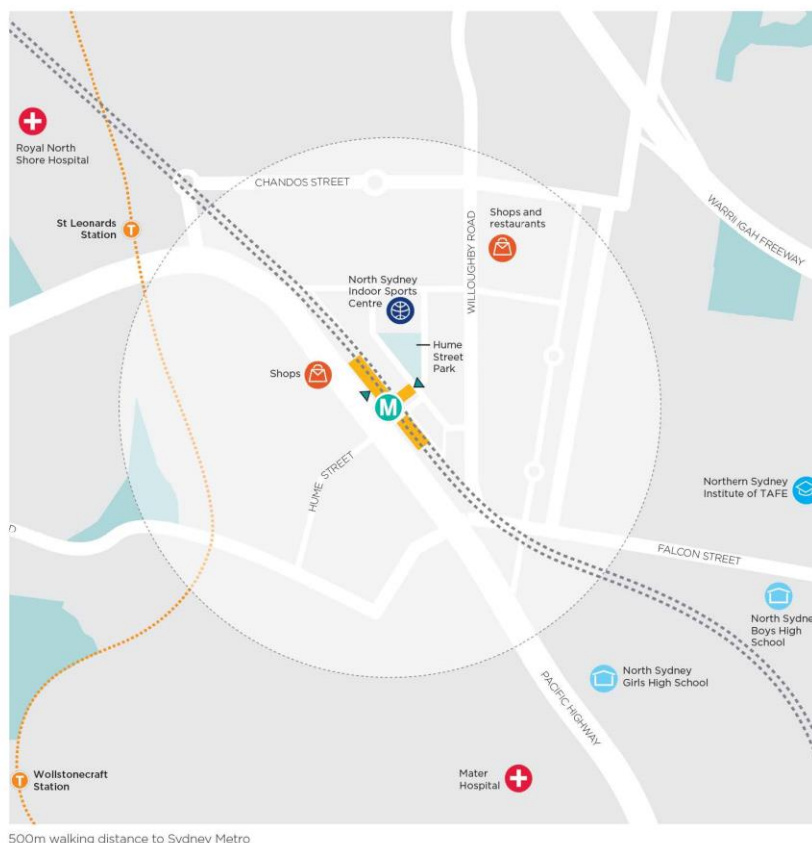 Royal North
Shore Hospital
CHANDOS STREET
St Leonards
Station
T
Shops and
restaurants
WILLOUGHBY ROAD
WARRINGAH FREEWAY
North Sydney
Indoor Sports
Centre
Hume
Street
Park
Shops
M
HUME STREET
Northern Sydney
Institute of TAFE
D
FALCON STREET
North Sydne
Boys High
School
North Sydney
Girls High School
PACIFIC HIGHWAY
T
Wollstonecraft
Station
Mater
Hospital
500m walking distance to Sydney Metro